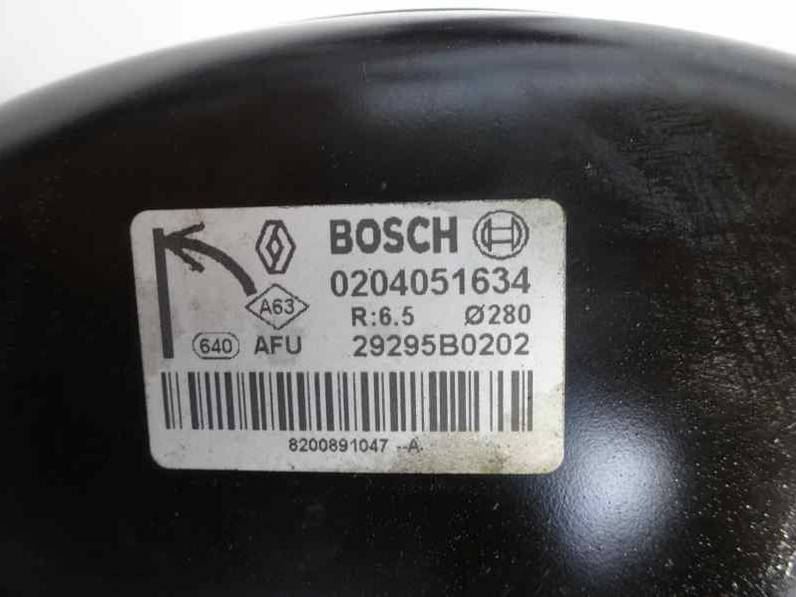 BOSCH
0204051634
A63
R:6.5 Ø280
640 AFU 29295B0202
8200891047 --A